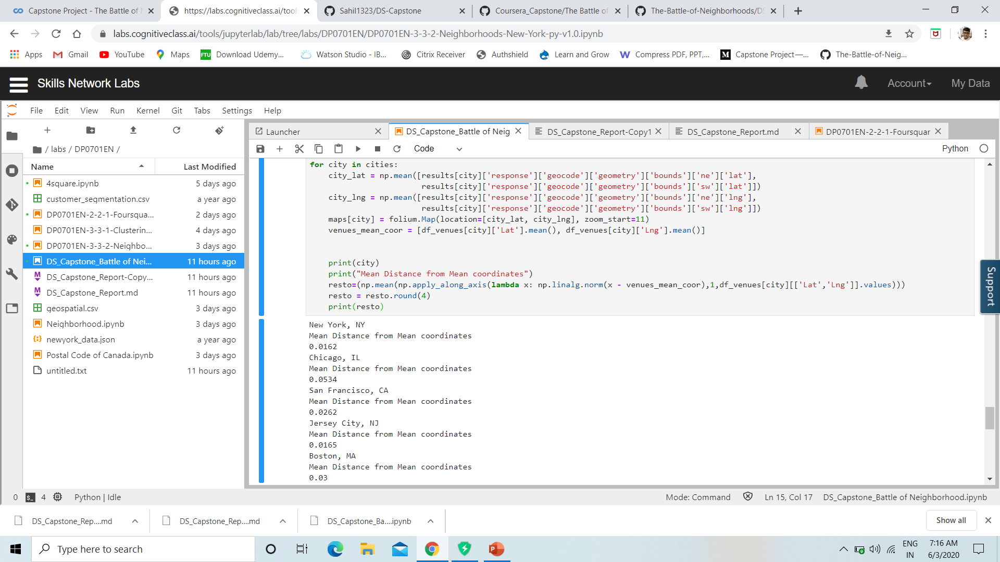 Capstone Project - The Battle of
https://labs.cognitiveclass.ai/tool
Sahil1323/DS-Capstone
Coursera_Capstone/The Battle of
The-Battle-of-Neighborhoods/DS
labs.cognitiveclass.ai/tools/jupyterlab/lab/tree/labs/DP0701EN/DP0701EN-3-3-2-Neighborhoods-New-York-py-v1.0.ipynb
Apps Gmail YouTube Maps FTU Download Udemy... Watson Studio - IB... Citrix Receiver Authshield Learn and Grow W Compress PDF, PPT,... M Capstone Project—... The-Battle-of-Neig...
Skills Network Labs Account My Data
File Edit View Run Kernel Git Tabs Settings Help
Launcher DS_Capstone_Battle of Neig DS_Capstone_Report-Copy1 DS_Capstone_Report.md DP0701EN-2-2-1-Foursquar
/ labs / DP0701EN /
Code Python
Name Last Modified
4square.ipynb 5 days ago
customer_segmentation.csv a year ago
DP0701EN-2-2-1-Foursqua... 2 days ago
DP0701EN-3-3-1-Clusterin... 4 days ago
DP0701EN-3-3-2-Neighbo... 3 days ago
DS_Capstone_Battle of Nei... 11 hours ago
M DS_Capstone_Report-Copy... 11 hours ago
M DS_Capstone_Report.md 11 hours ago
geospatial.csv 3 days ago
Neighborhood.ipynb 3 days ago
newyork_data.json a year ago
Postal Code of Canada.ipynb 3 days ago
untitled.txt 11 hours ago
for city in cities:
city_lat = np.mean([results[city]['response']['geocode']['geometry']['bounds']['ne']['lat'],
results[city]['response']['geocode']['geometry']['bounds']['sw']['lat']])
city_lng = np.mean([results[city]['response']['geocode']['geometry']['bounds']['ne']['lng'],
results[city]['response']['geocode']['geometry']['bounds']['sw']['lng']])
maps[city] = folium.Map(location=[city_lat, city_lng], zoom_start=11)
venues_mean_coor = [df_venues[city]['Lat'].mean(), df_venues[city]['Lng'].mean()]
print(city)
print("Mean Distance from Mean coordinates")
resto=(np.mean(np.apply_along_axis(lambda x: np.linalg.norm(x - venues_mean_coor),1,df_venues[city][['Lat','Lng']].values)))
resto = resto.round(4)
print(resto)
New York, NY
Mean Distance from Mean coordinates
0.0162
Chicago, IL
Mean Distance from Mean coordinates
0.0534
San Francisco, CA
Mean Distance from Mean coordinates
0.0262
Jersey City, NJ
Mean Distance from Mean coordinates
0.0165
Boston, MA
Mean Distance from Mean coordinates
0.03
Support
0 $_ 4 Python | Idle Mode: Command Ln 15, Col 17 DS_Capstone_Battle of Neighborhood.ipynb
DS_Capstone_Rep....md DS_Capstone_Rep....md DS_Capstone_Ba....ipynb Show all
Type here to search
P
ENG
IN
7:16 AM
6/3/2020